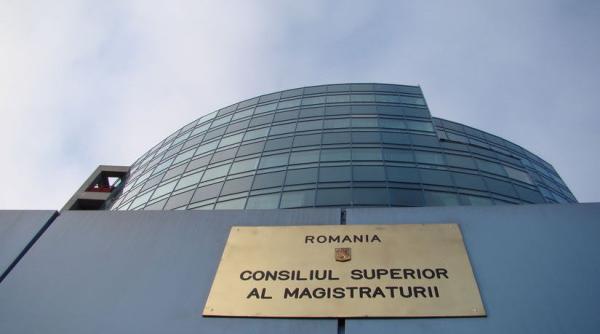 ROMANIA
CONSILIUL SUPERIOR
AL MAGISTRATURII